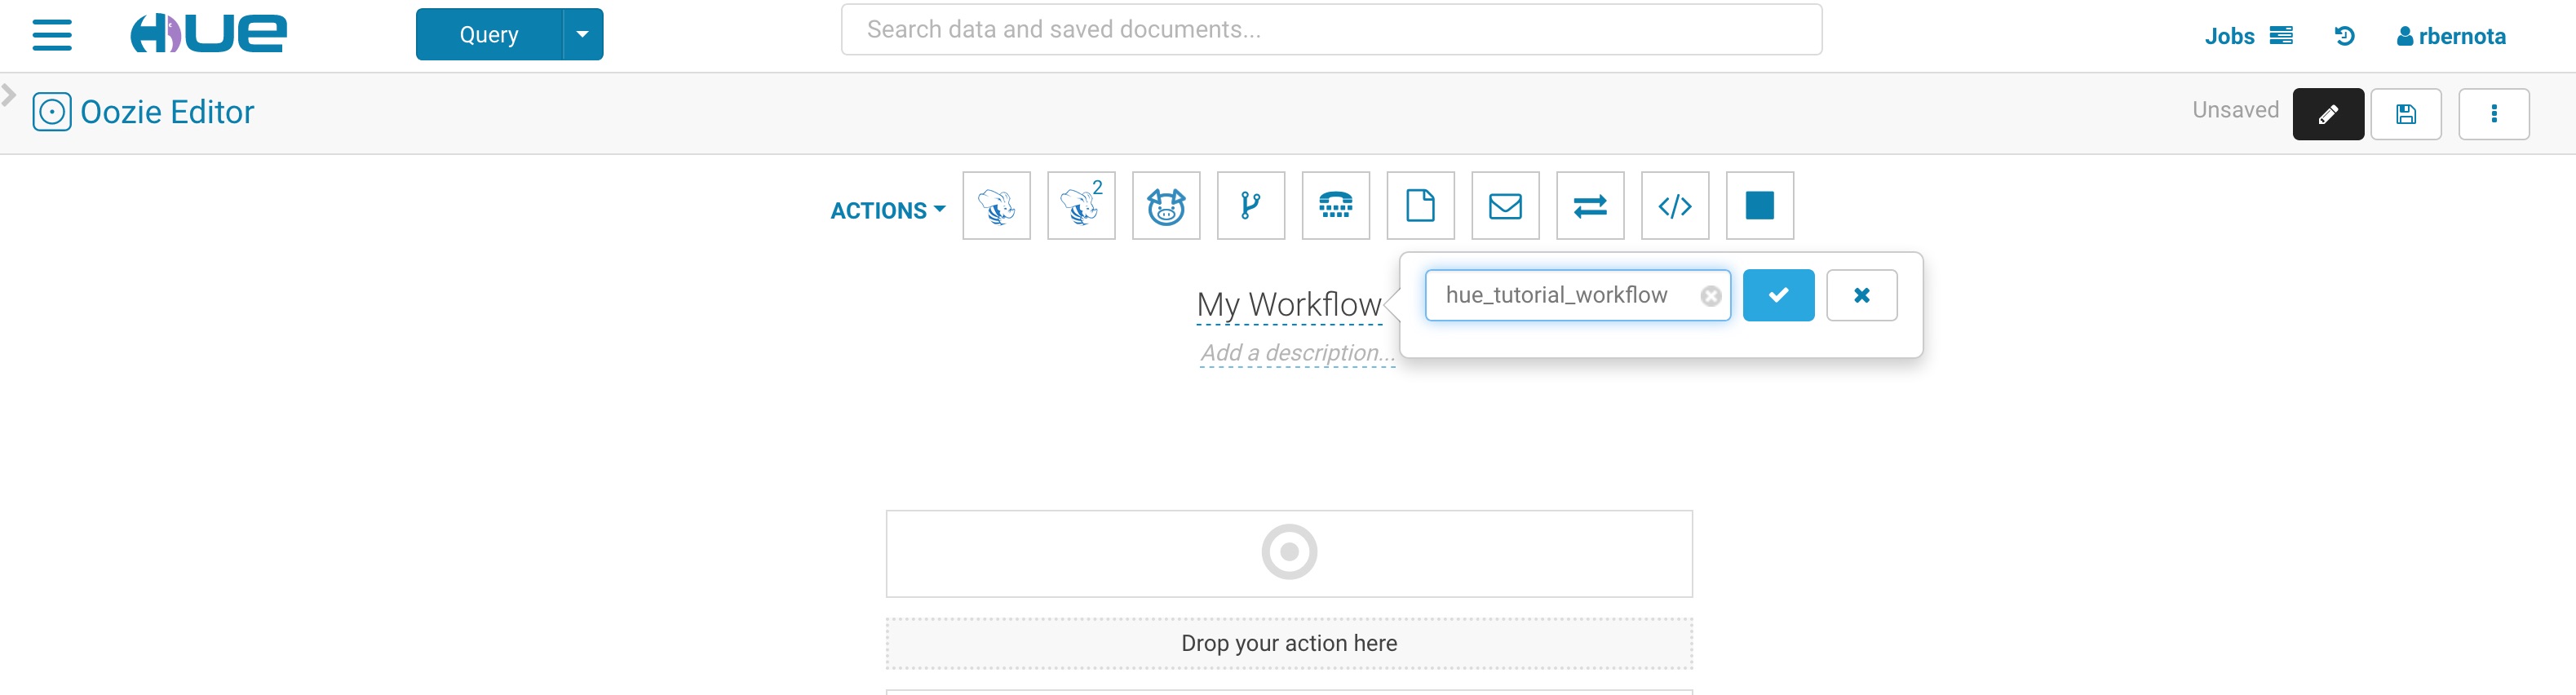 HUE
Query
Search data and saved documents...
Jobs
rbernota
Oozie Editor
Unsaved
ACTIONS
2
My Workflow
hue_tutorial_workflow
Add a description...
Drop your action here